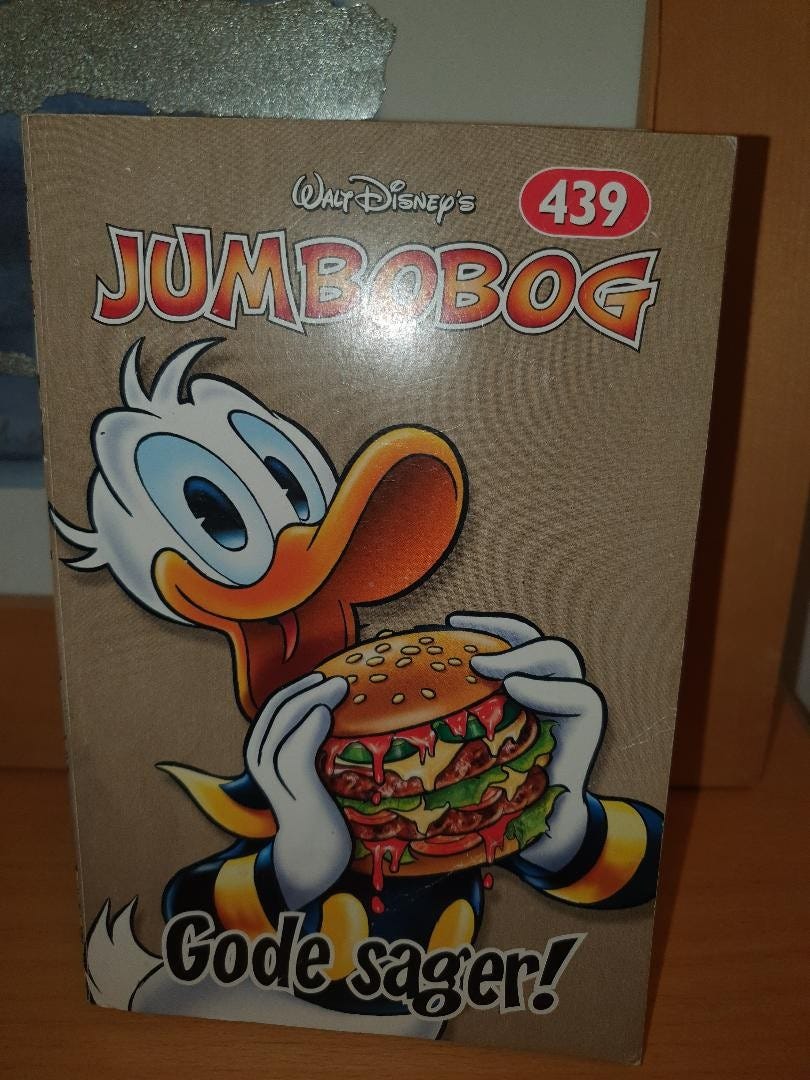 WALT DISNEY'S
439
JUMBOBOG
Gode sager!